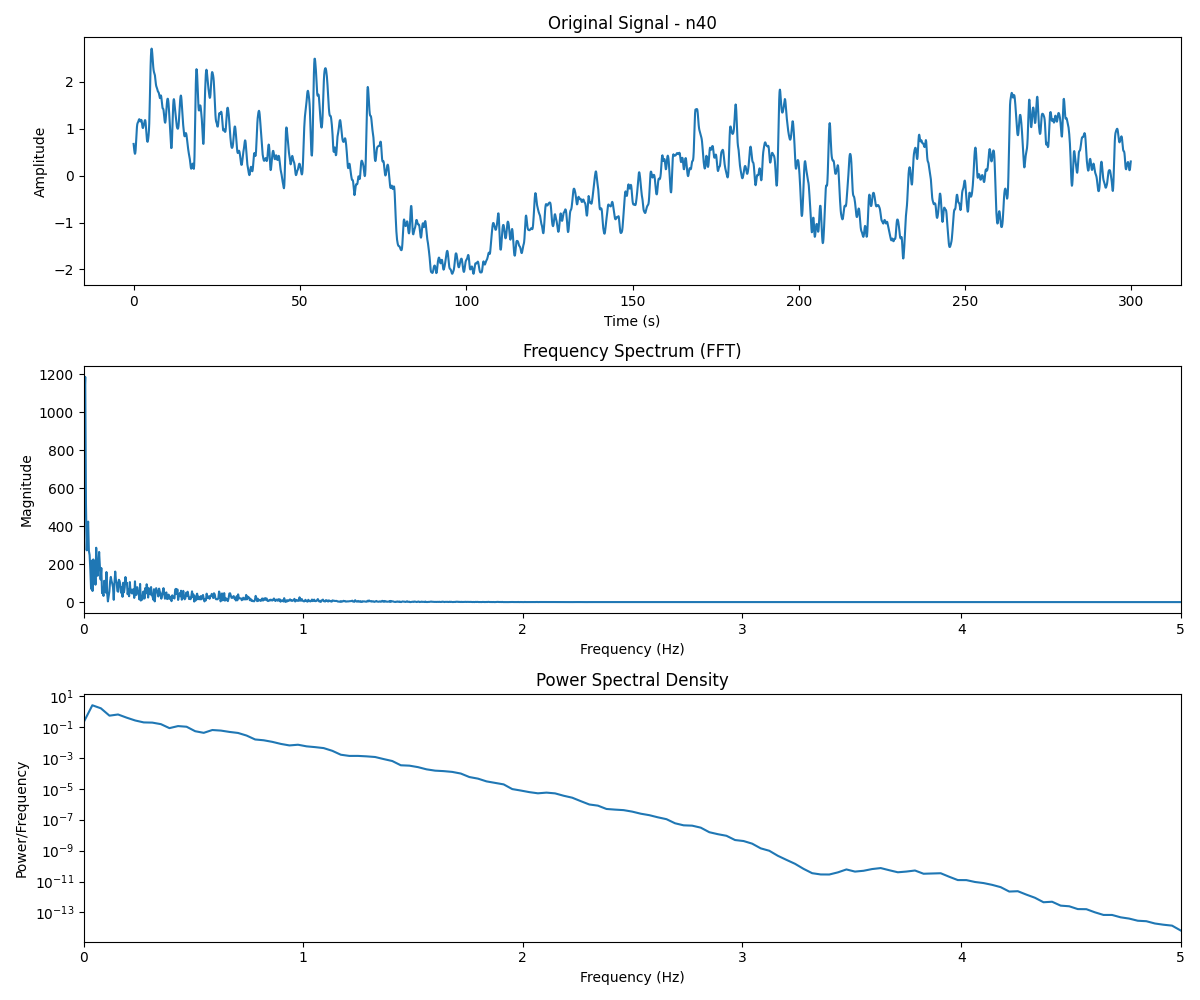 Original Signal - n40
2
1
0
−1
−2
Amplitude
0 50 100 150 200 250 300
Time (s)
Frequency Spectrum (FFT)
1200
1000
800
600
400
200
0
Magnitude
0 1 2 3 4 5
Frequency (Hz)
Power Spectral Density
10¹
10⁻¹
10⁻³
10⁻⁵
10⁻⁷
10⁻⁹
10⁻¹¹
10⁻¹³
Power/Frequency
0 1 2 3 4 5
Frequency (Hz)